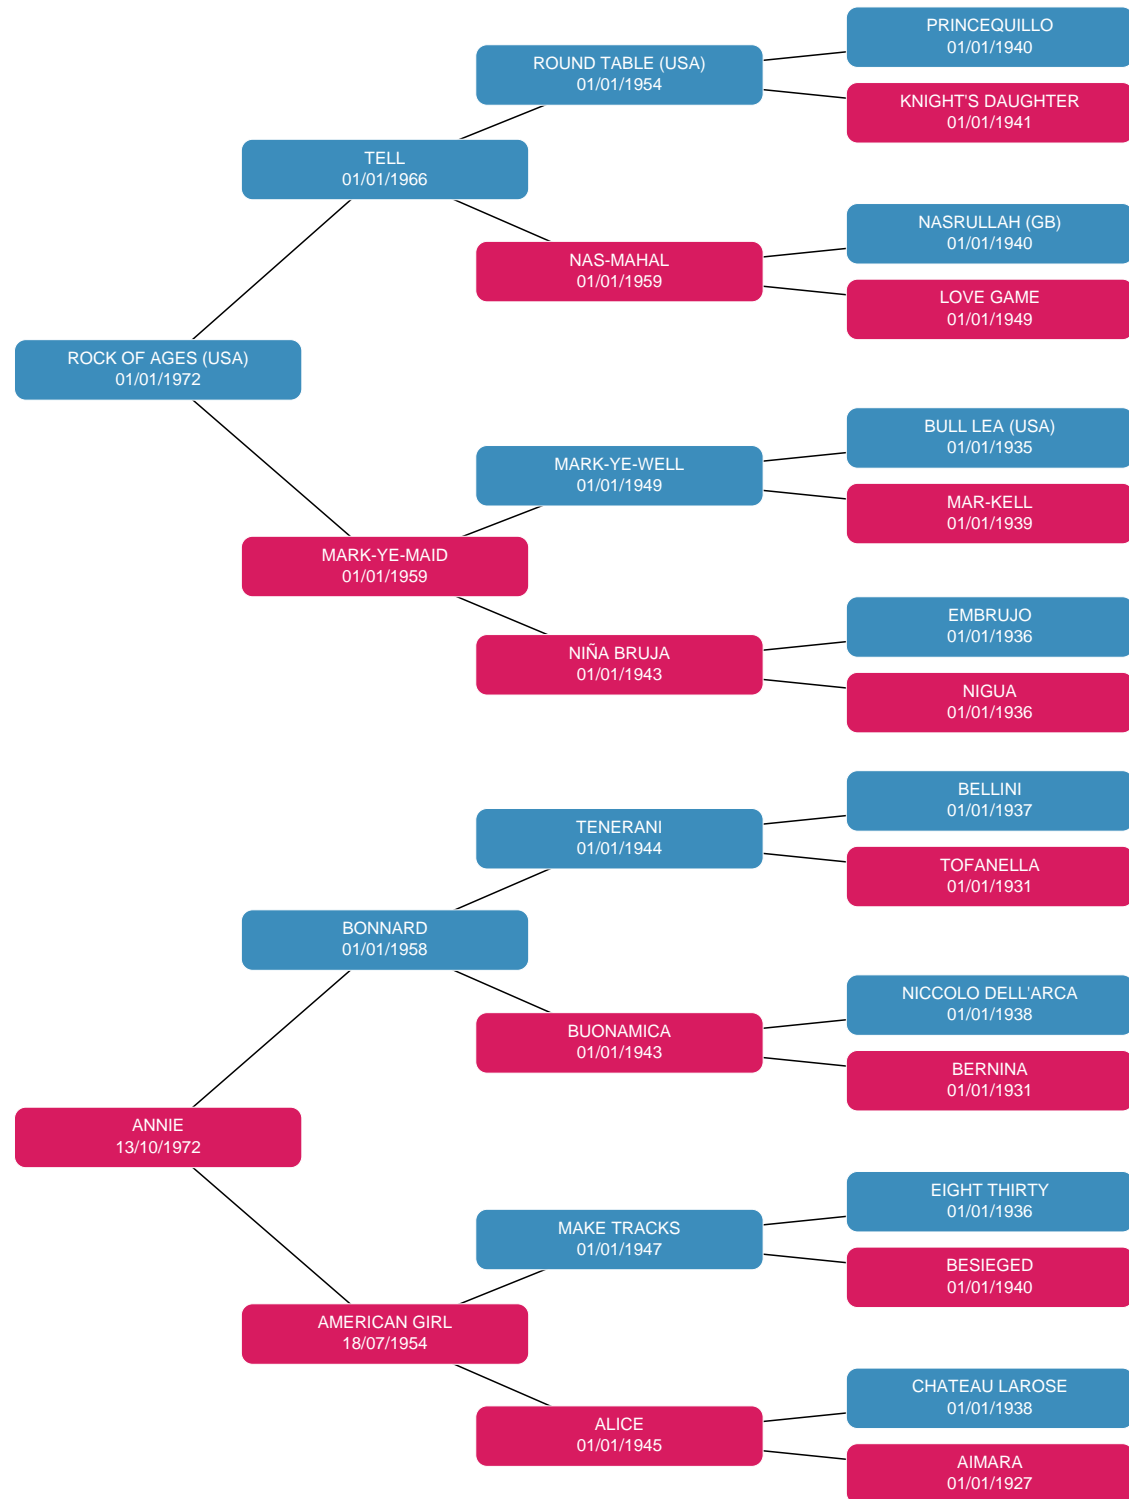 PRINCEQUILLO
01/01/1940
ROUND TABLE (USA)
01/01/1954
KNIGHT'S DAUGHTER
01/01/1941
TELL
01/01/1966
NASRULLAH (GB)
01/01/1940
NAS-MAHAL
01/01/1959
LOVE GAME
01/01/1949
ROCK OF AGES (USA)
01/01/1972
BULL LEA (USA)
01/01/1935
MARK-YE-WELL
01/01/1949
MAR-KELL
01/01/1939
MARK-YE-MAID
01/01/1959
EMBRUJO
01/01/1936
NIÑA BRUJA
01/01/1943
NIGUA
01/01/1936
BELLINI
01/01/1937
TENERANI
01/01/1944
TOFANELLA
01/01/1931
BONNARD
01/01/1958
NICCOLO DELL'ARCA
01/01/1938
BUONAMICA
01/01/1943
BERNINA
01/01/1931
ANNIE
13/10/1972
EIGHT THIRTY
01/01/1936
MAKE TRACKS
01/01/1947
BESIEGED
01/01/1940
AMERICAN GIRL
18/07/1954
CHATEAU LAROSE
01/01/1938
ALICE
01/01/1945
AIMARA
01/01/1927